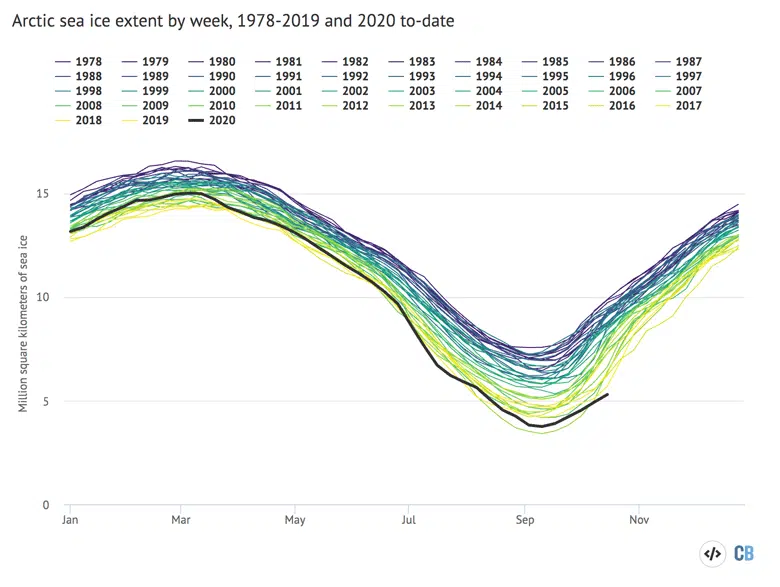 Arctic sea ice extent by week, 1978-2019 and 2020 to-date
1978 1979 1980 1981 1982 1983 1984 1985 1986 1987
1988 1989 1990 1991 1992 1993 1994 1995 1996 1997
1998 1999 2000 2001 2002 2003 2004 2005 2006 2007
2008 2009 2010 2011 2012 2013 2014 2015 2016 2017
2018 2019 2020
Million square kilometers of sea ice
15
10
5
0
Jan Mar May Jul Sep Nov
</> CB